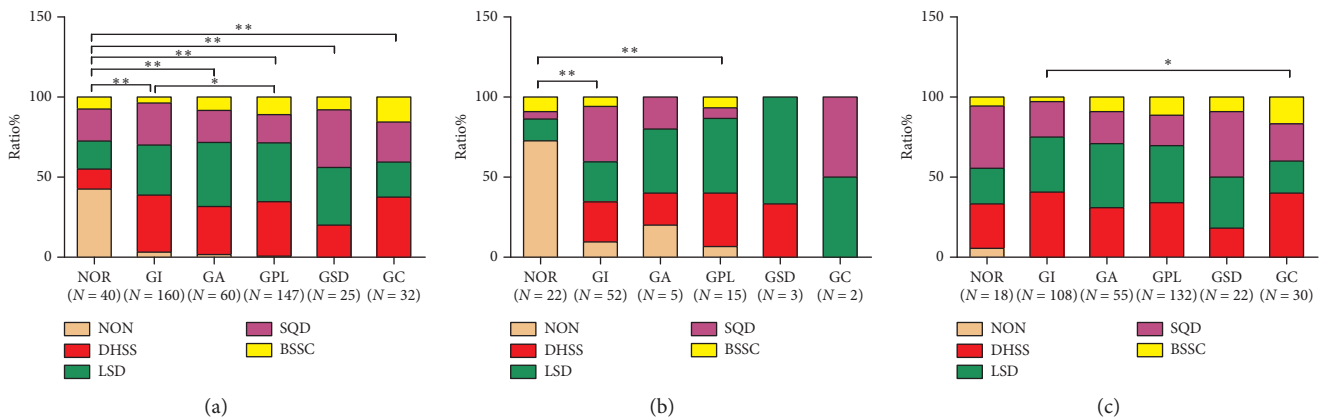 150
**
**
**
**
**
*
100
50
0
Ratio%
NOR
GI
GA
GPL
GSD
GC
(N = 40)
(N = 160)
(N = 60)
(N = 147)
(N = 25)
(N = 32)
NON
SQD
DHSS
BSSC
LSD
(a)
150
**
**
100
50
0
Ratio%
NOR
GI
GA
GPL
GSD
GC
(N = 22)
(N = 52)
(N = 5)
(N = 15)
(N = 3)
(N = 2)
NON
SQD
DHSS
BSSC
LSD
(b)
150
*
100
50
0
Ratio%
NOR
GI
GA
GPL
GSD
GC
(N = 18)
(N = 108)
(N = 55)
(N = 132)
(N = 22)
(N = 30)
NON
SQD
DHSS
BSSC
LSD
(c)